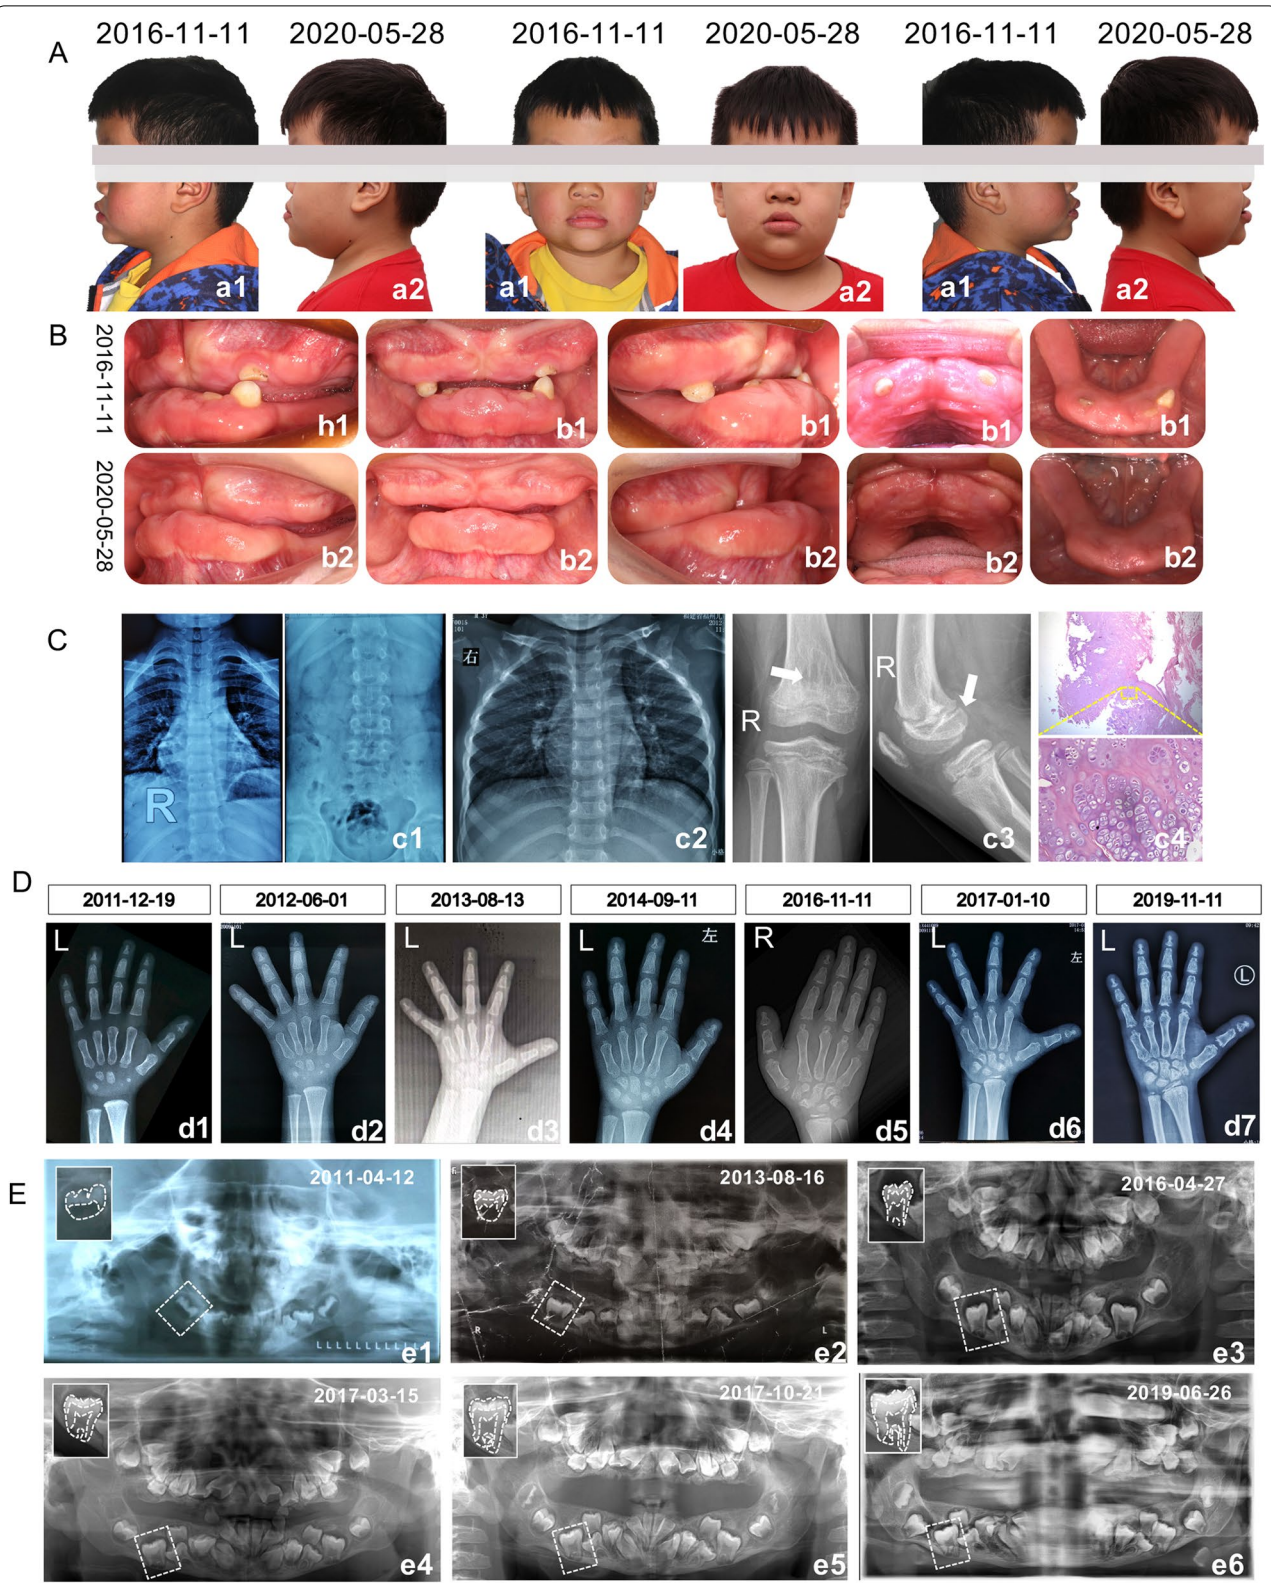 2016-11-11 2020-05-28 2016-11-11 2020-05-28 2016-11-11 2020-05-28
A
a1 a2 a1 a2 a1 a2
B
2016-11-11
h1 b1 b1 b1 b1
2020-05-28
b2 b2 b2 b2 b2
C
右
R R R
c1 c2 c3 c4
D
2011-12-19 2012-06-01 2013-08-13 2014-09-11 2016-11-11 2017-01-10 2019-11-11
L L L L 左 R L 左 L Ⓛ
d1 d2 d3 d4 d5 d6 d7
E
2011-04-12 2013-08-16 2016-04-27
R L
LLLLLLLLLLL
e1 e2 e3
2017-03-15 2017-10-21 2019-06-26
e4 e5 e6